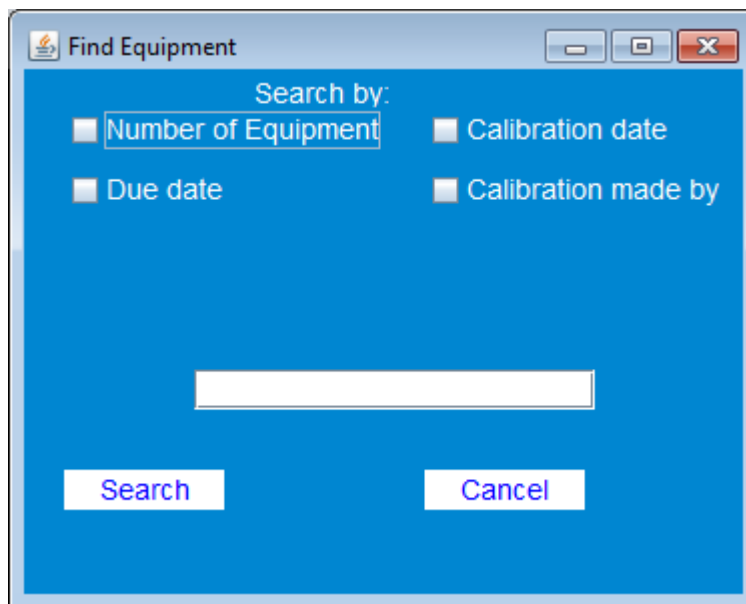 Find Equipment
Search by:
Number of Equipment Calibration date
Due date Calibration made by
Search Cancel